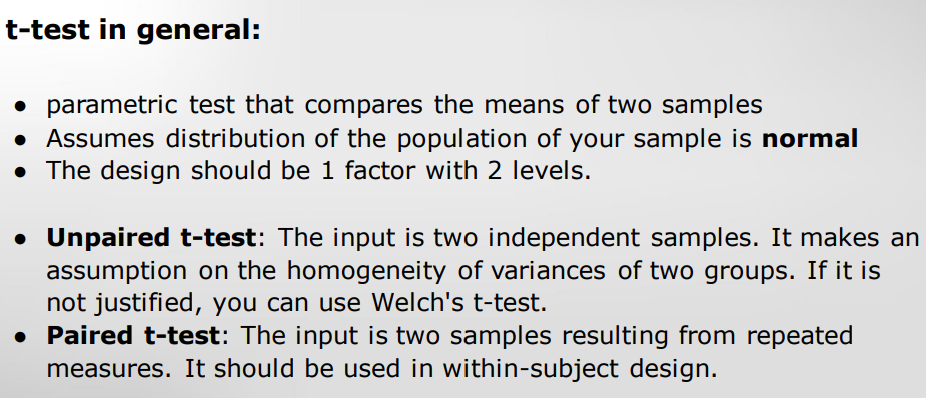 t-test in general:
● parametric test that compares the means of two samples
● Assumes distribution of the population of your sample is normal
● The design should be 1 factor with 2 levels.
● Unpaired t-test: The input is two independent samples. It makes an
assumption on the homogeneity of variances of two groups. If it is
not justified, you can use Welch's t-test.
● Paired t-test: The input is two samples resulting from repeated
measures. It should be used in within-subject design.